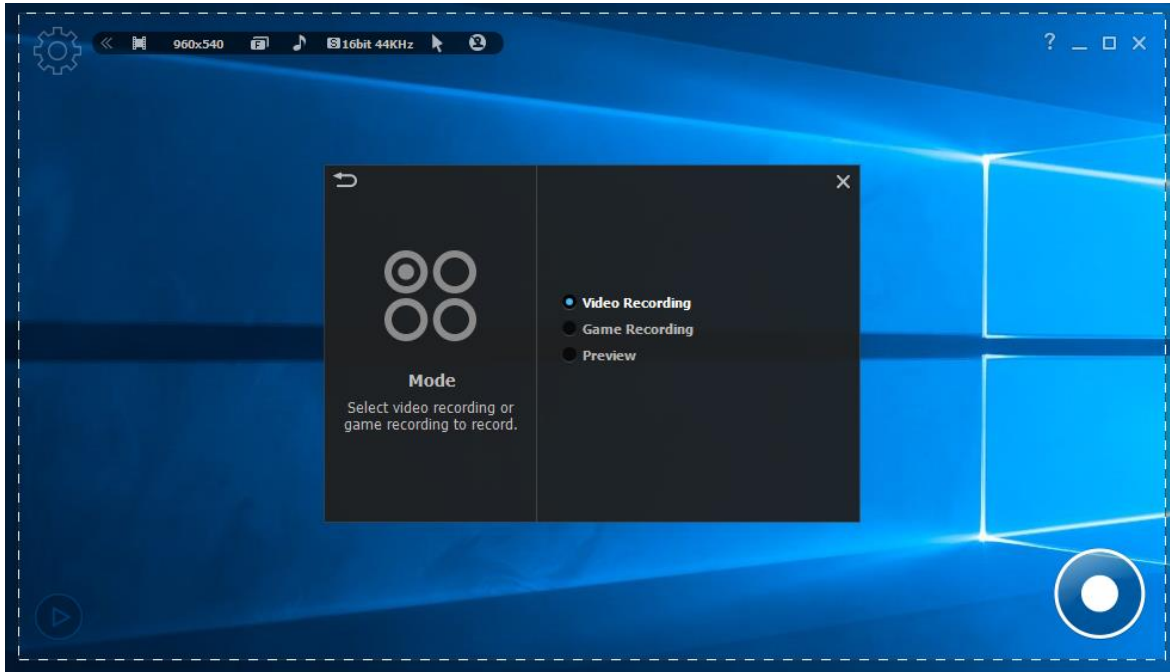 960x540
F
S 16bit 44KHz
?
Mode
Select video recording or
game recording to record.
Video Recording
Game Recording
Preview